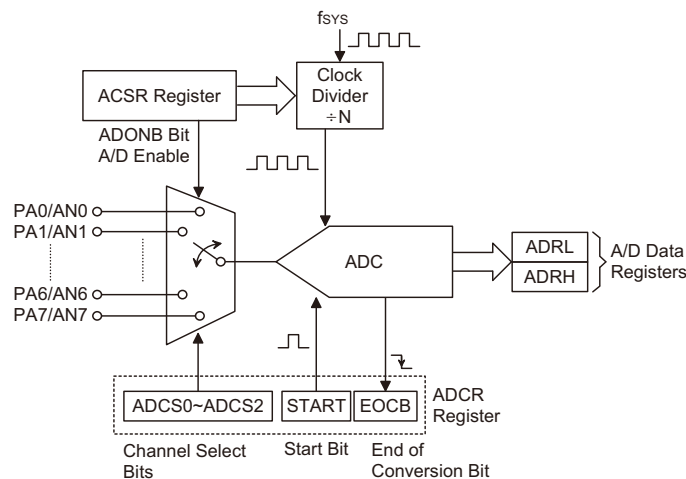 fSYS
ACSR Register
Clock
Divider
÷N
ADONB Bit
A/D Enable
PA0/AN0
PA1/AN1
PA6/AN6
PA7/AN7
ADC
ADRL
ADRH
A/D Data
Registers
ADCS0~ADCS2
START
EOCB
ADCR
Register
Channel Select
Bits
Start Bit
End of
Conversion Bit